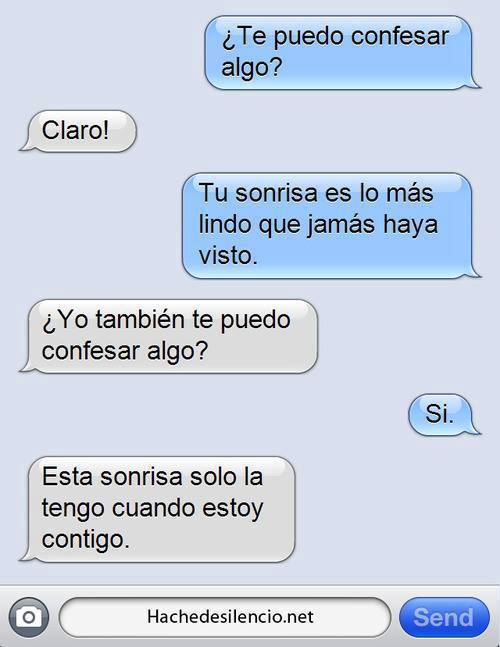 ¿Te puedo confesar
algo?
Claro!
Tu sonrisa es lo más
lindo que jamás haya
visto.
¿Yo también te puedo
confesar algo?
Si.
Esta sonrisa solo la
tengo cuando estoy
contigo.
Hachedesilencio.net
Send